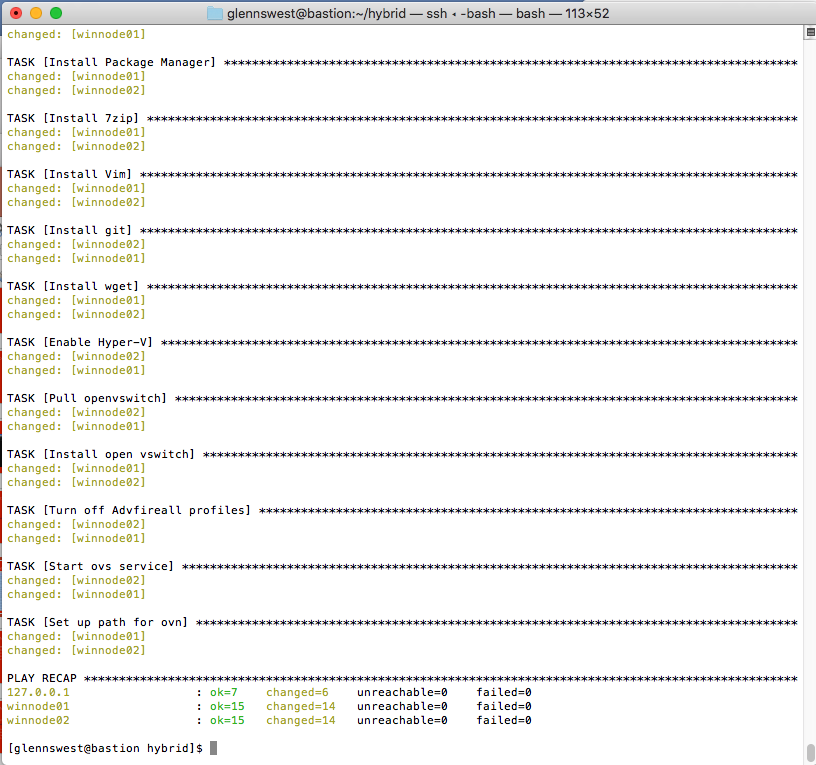 glennswest@bastion:~/hybrid — ssh ◂ -bash — bash — 113×52
changed: [winnode01]
TASK [Install Package Manager] **********************************************************************************
changed: [winnode01]
changed: [winnode02]
TASK [Install 7zip] *********************************************************************************************
changed: [winnode01]
changed: [winnode02]
TASK [Install Vim] **********************************************************************************************
changed: [winnode01]
changed: [winnode02]
TASK [Install git] **********************************************************************************************
changed: [winnode02]
changed: [winnode01]
TASK [Install wget] *********************************************************************************************
changed: [winnode01]
changed: [winnode02]
TASK [Enable Hyper-V] *******************************************************************************************
changed: [winnode02]
changed: [winnode01]
TASK [Pull openvswitch] *****************************************************************************************
changed: [winnode02]
changed: [winnode01]
TASK [Install open vswitch] *************************************************************************************
changed: [winnode01]
changed: [winnode02]
TASK [Turn off Advfireall profiles] *****************************************************************************
changed: [winnode02]
changed: [winnode01]
TASK [Start ovs service] ****************************************************************************************
changed: [winnode02]
changed: [winnode01]
TASK [Set up path for ovn] **************************************************************************************
changed: [winnode01]
changed: [winnode02]
PLAY RECAP ******************************************************************************************************
127.0.0.1                  : ok=7    changed=6    unreachable=0    failed=0
winnode01                  : ok=15   changed=14   unreachable=0    failed=0
winnode02                  : ok=15   changed=14   unreachable=0    failed=0
[glennswest@bastion hybrid]$